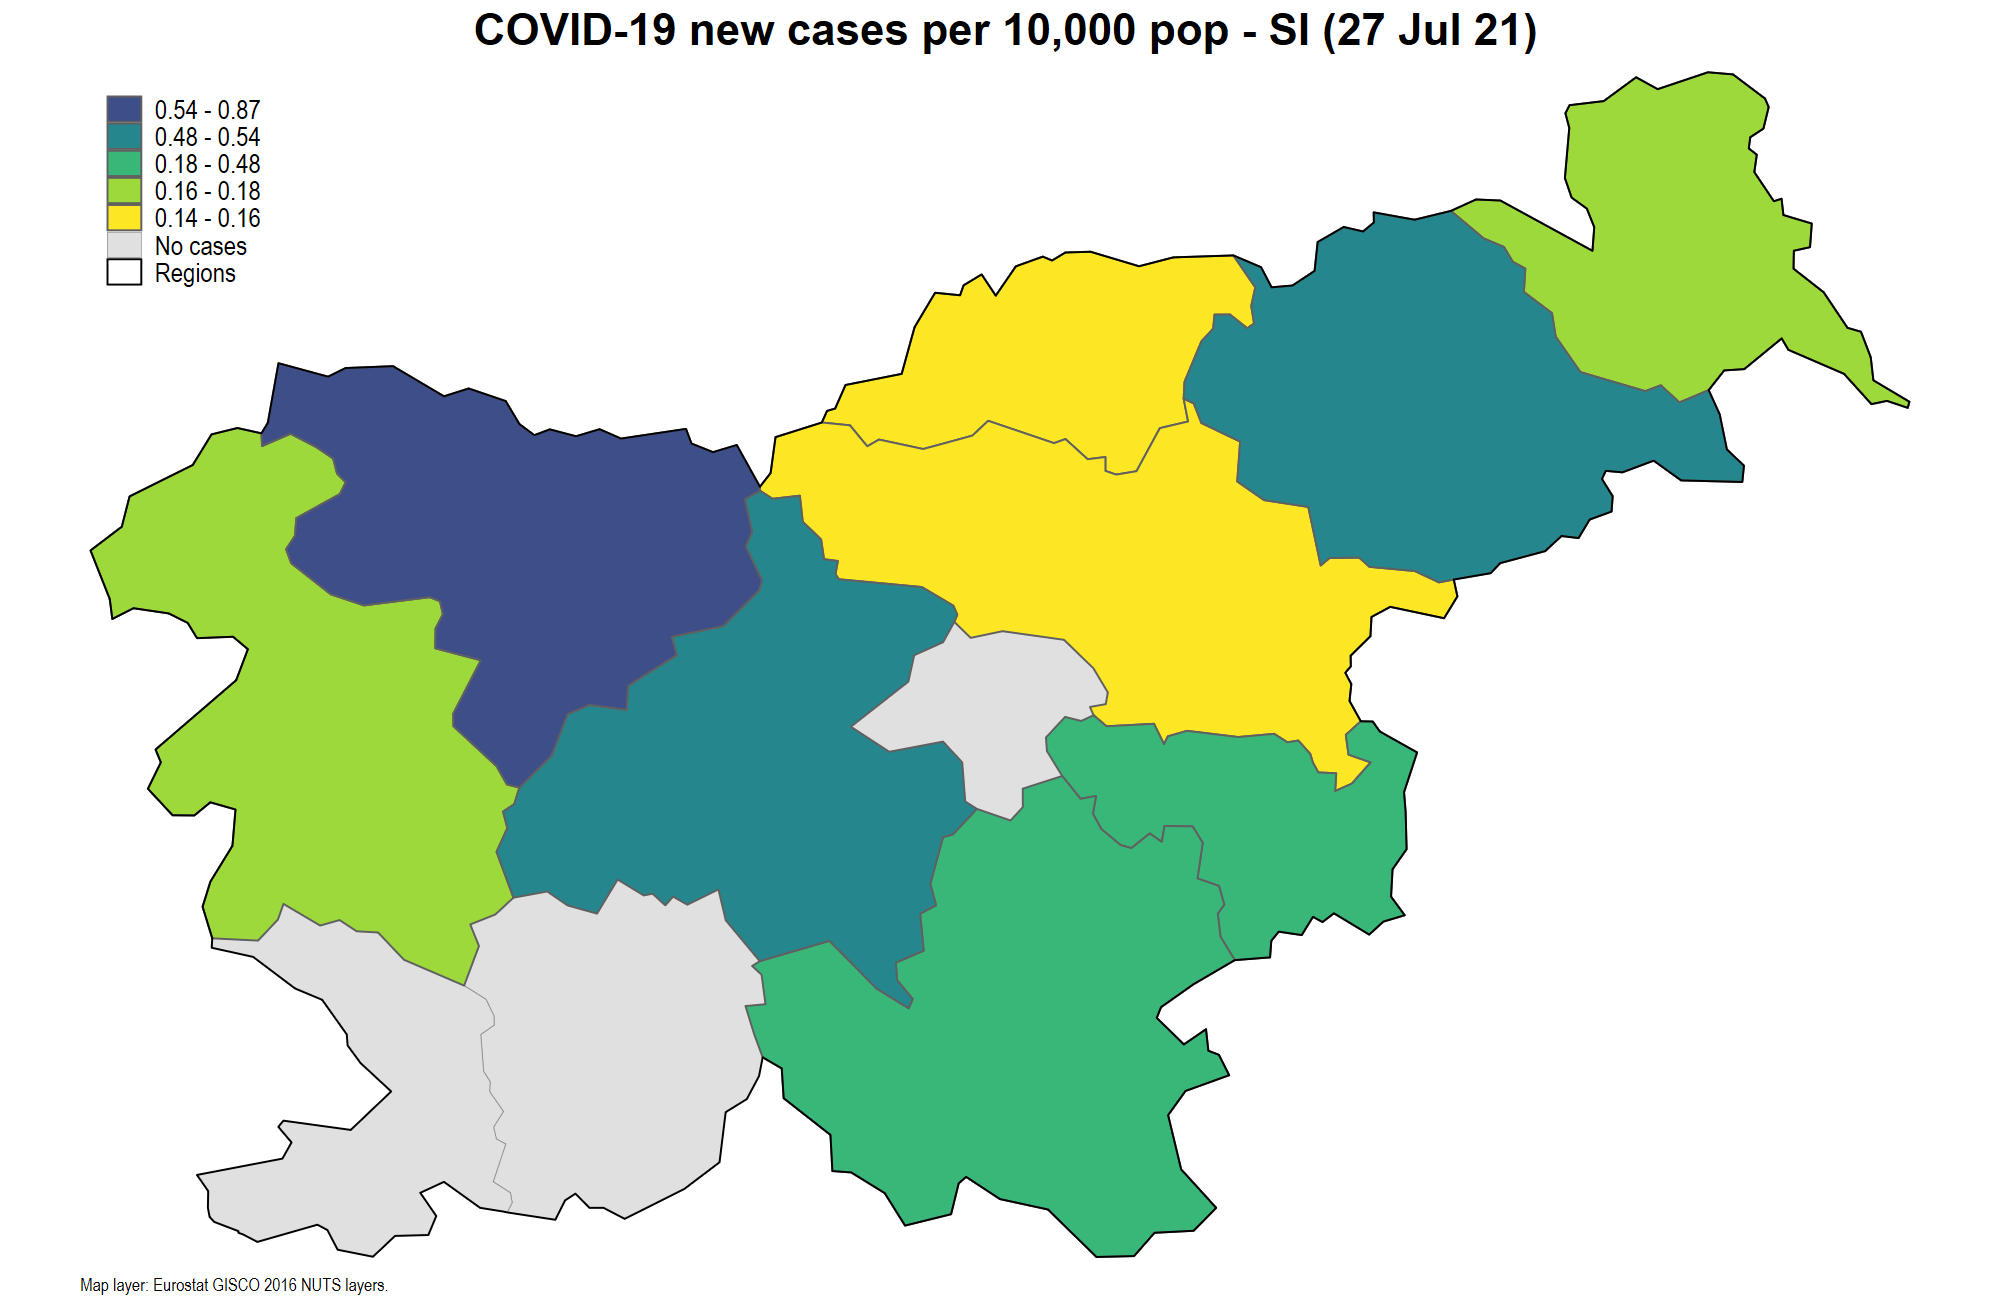 COVID-19 new cases per 10,000 pop - SI (27 Jul 21)
0.54 - 0.87
0.48 - 0.54
0.18 - 0.48
0.16 - 0.18
0.14 - 0.16
No cases
Regions
Map layer: Eurostat GISCO 2016 NUTS layers.